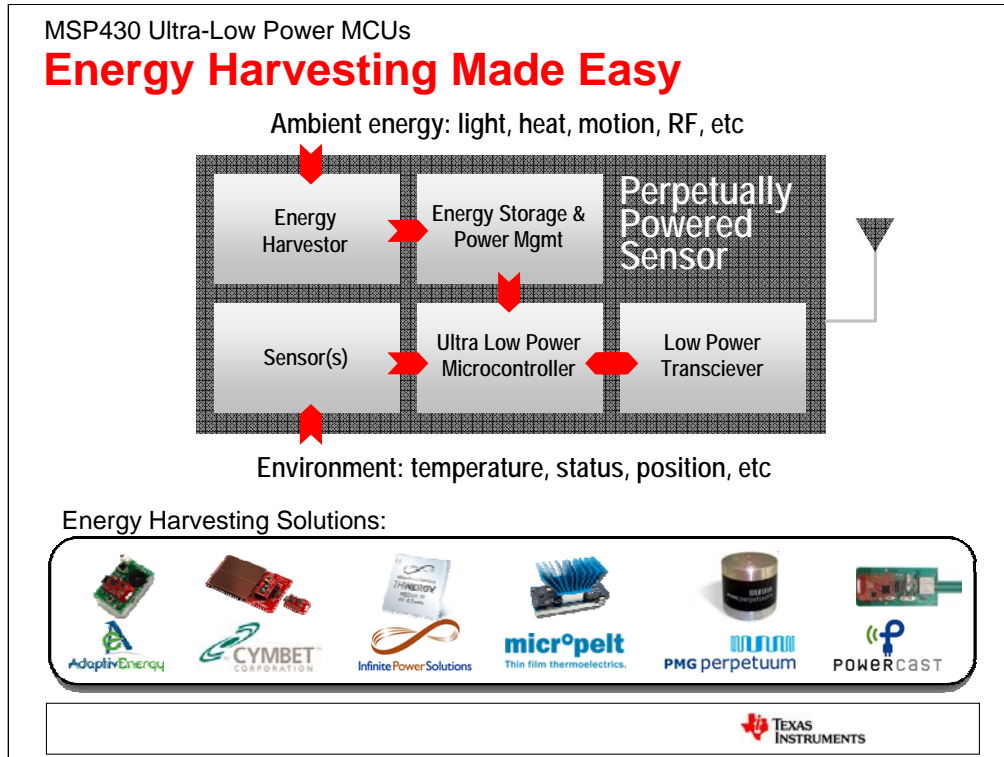 MSP430 Ultra-Low Power MCUs
Energy Harvesting Made Easy
Ambient energy: light, heat, motion, RF, etc
Energy
Harvestor
Energy Storage &
Power Mgmt
Perpetually
Powered
Sensor
Sensor(s)
Ultra Low Power
Microcontroller
Low Power
Transciever
Environment: temperature, status, position, etc
Energy Harvesting Solutions:
THINERGY
perpetuum
AdaptivEnergy
CYMBET
CORPORATION
Infinite Power Solutions
micropelt
Thin film thermoelectrics.
PMG perpetuum
POWERCAST
TEXAS
INSTRUMENTS